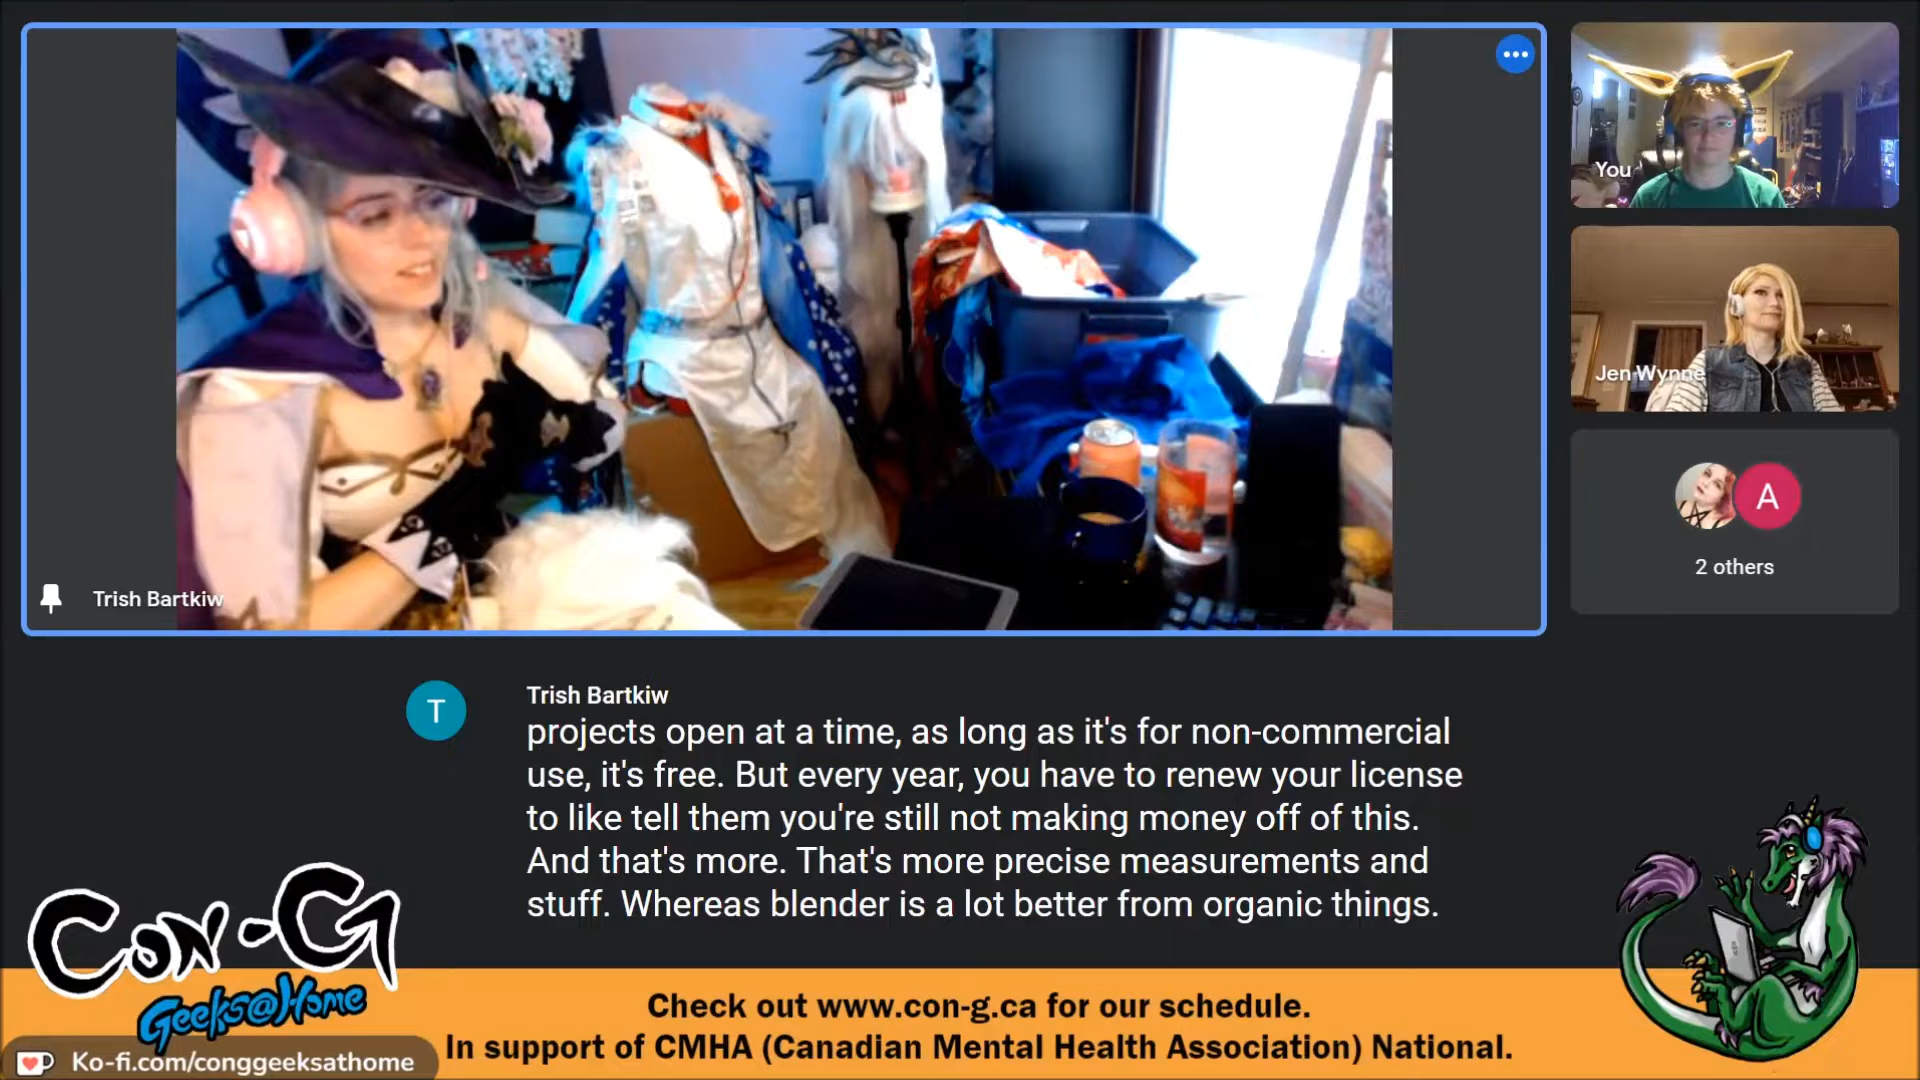 You
Jen Wynne
A
2 others
Trish Bartkiw
T
Trish Bartkiw
projects open at a time, as long as it's for non-commercial
use, it's free. But every year, you have to renew your license
to like tell them you're still not making money off of this.
And that's more. That's more precise measurements and
stuff. Whereas blender is a lot better from organic things.
CON-G
Geeks@Home
Check out www.con-g.ca for our schedule.
In support of CMHA (Canadian Mental Health Association) National.
Ko-fi.com/conggeeksathome